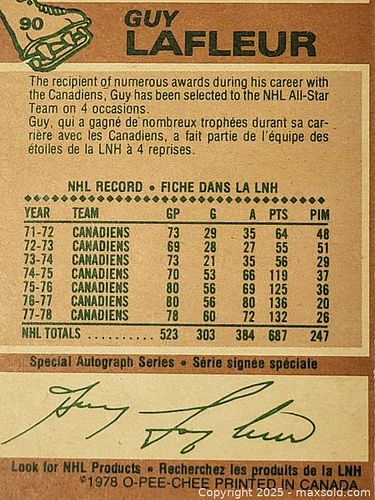 90
GUY
LAFLEUR
The recipient of numerous awards during his career with
the Canadiens, Guy has been selected to the NHL All-Star
Team on 4 occasions.
Guy, qui a gagné de nombreux trophées durant sa car-
rière avec les Canadiens, a fait partie de l'équipe des
étoiles de la LNH à 4 reprises.
NHL RECORD • FICHE DANS LA LNH
YEAR TEAM GP G A PTS PIM
71-72 CANADIENS 73 29 35 64 48
72-73 CANADIENS 69 28 27 55 51
73-74 CANADIENS 73 21 35 56 29
74-75 CANADIENS 70 53 66 119 37
75-76 CANADIENS 80 56 69 125 36
76-77 CANADIENS 80 56 80 136 20
77-78 CANADIENS 78 60 72 132 26
NHL TOTALS .......... 523 303 384 687 247
Special Autograph Series • Série signée spéciale
Guy Lafleur
Look for NHL Products • Recherchez les produits de la LNH
©1978 O-PEE-CHEE PRINTED IN CANADA
Copyright 2025 - maxsold.com